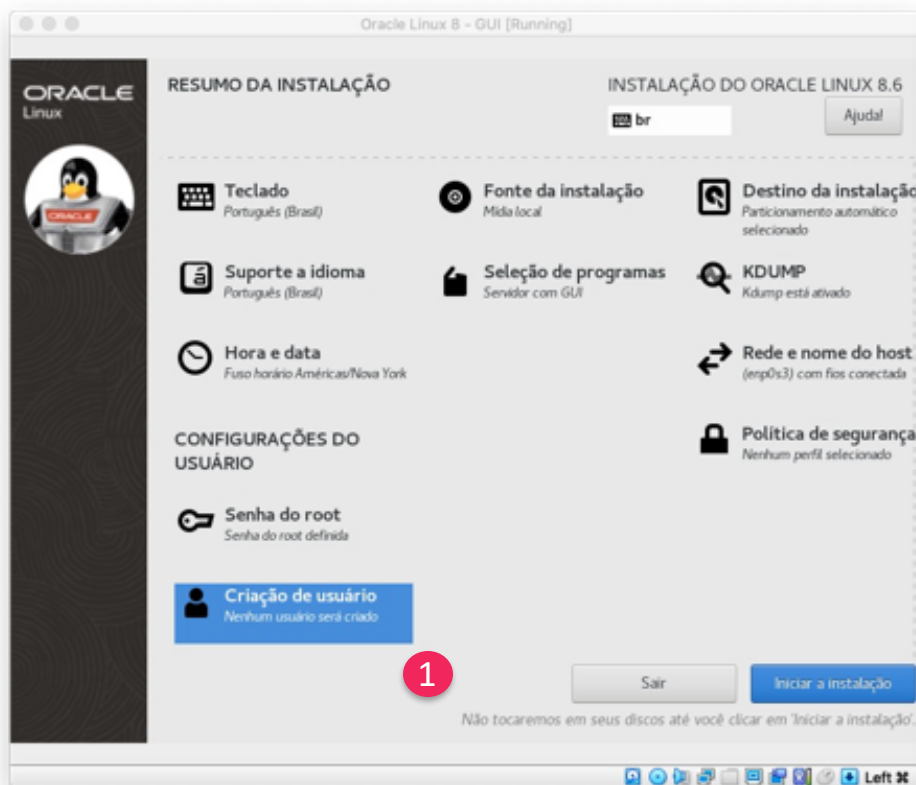 Oracle Linux 8 - GUI [Running]
ORACLE
Linux
RESUMO DA INSTALAÇÃO
INSTALAÇÃO DO ORACLE LINUX 8.6
br
Ajuda!
ORACLE
Teclado
Português (Brasil)
Fonte da instalação
Mídia local
Destino da instalação
Particionamento automático
selecionado
Suporte a idioma
Português (Brasil)
Seleção de programas
Servidor com GUI
KDUMP
Kdump está ativado
Hora e data
Fuso horário Américas/Nova York
Rede e nome do host
(enp0s3) com fios conectada
CONFIGURAÇÕES DO
USUÁRIO
Política de segurança
Nenhum perfil selecionado
Senha do root
Senha do root definida
Criação de usuário
Nenhum usuário será criado
1
Sair
Iniciar a instalação
Não tocaremos em seus discos até você clicar em 'Iniciar a instalação'.
Left ⌘